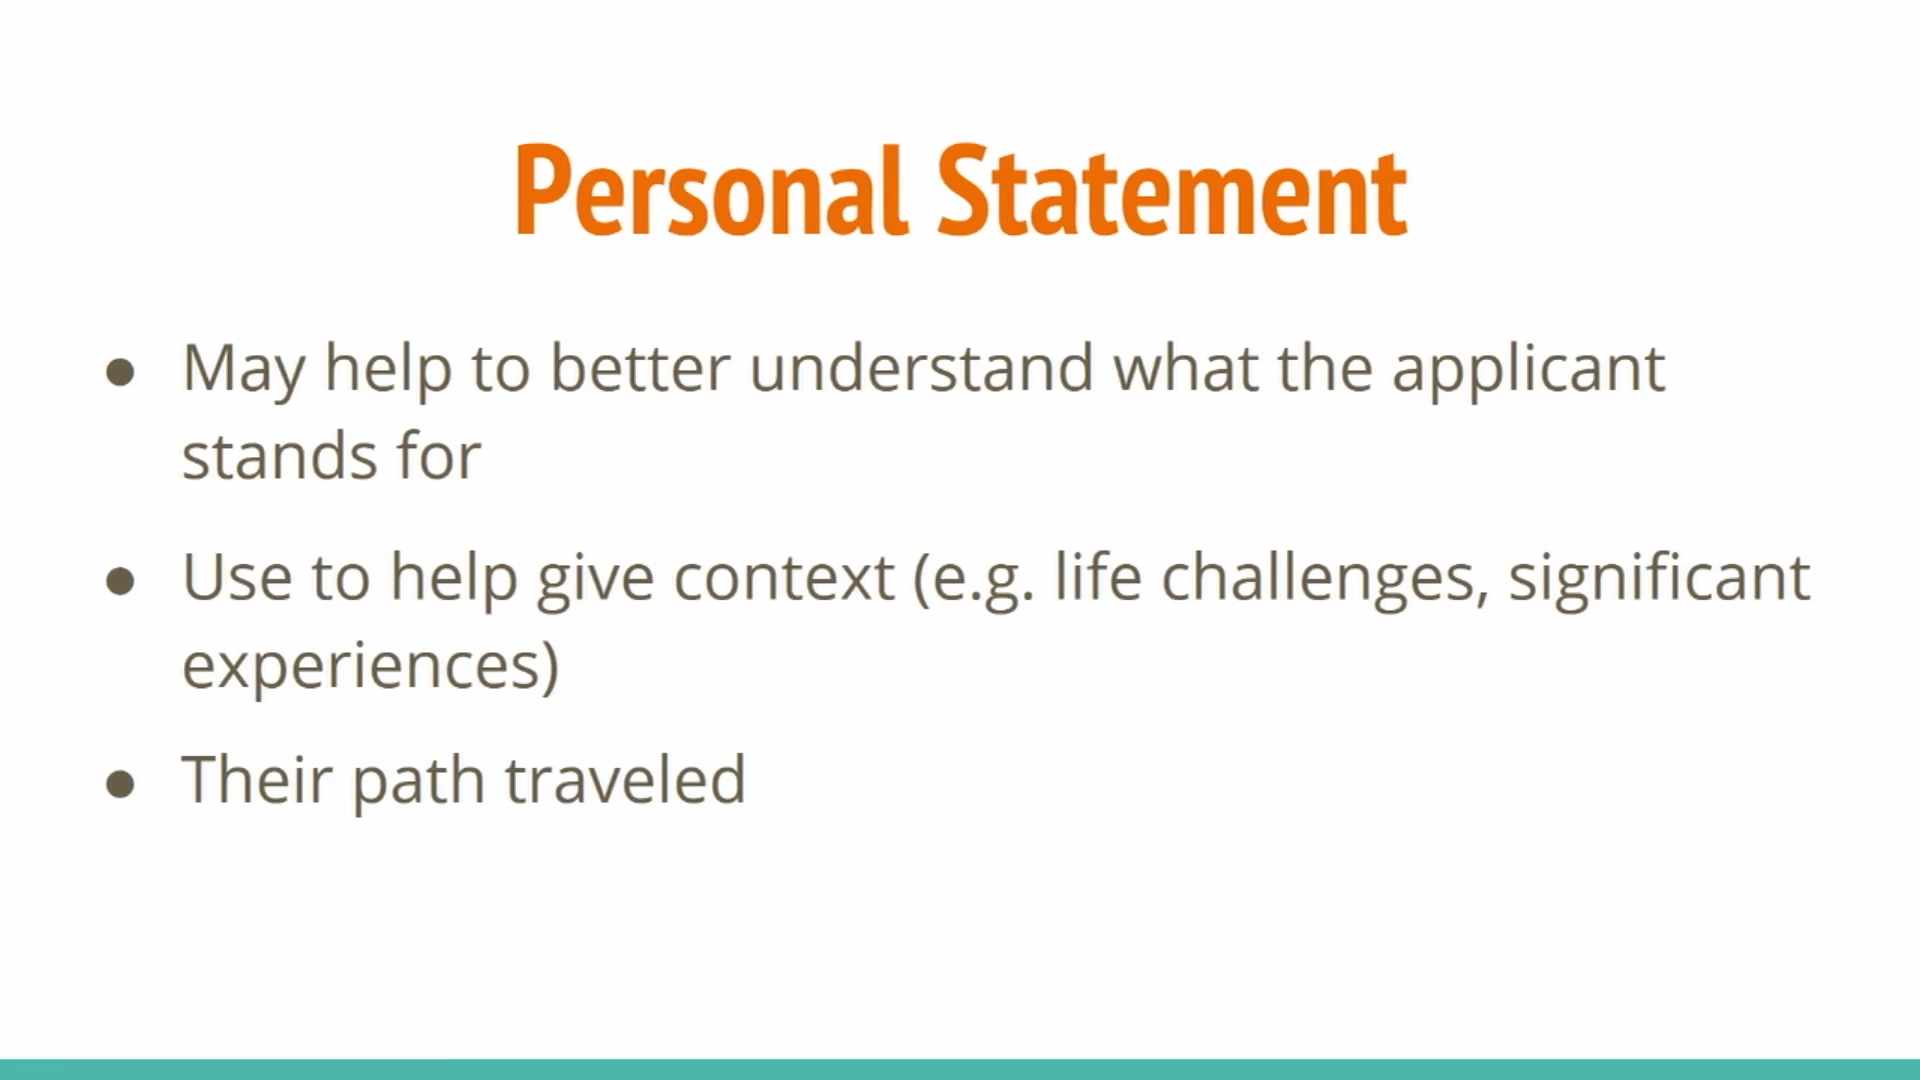 Personal Statement
● May help to better understand what the applicant
stands for
● Use to help give context (e.g. life challenges, significant
experiences)
● Their path traveled